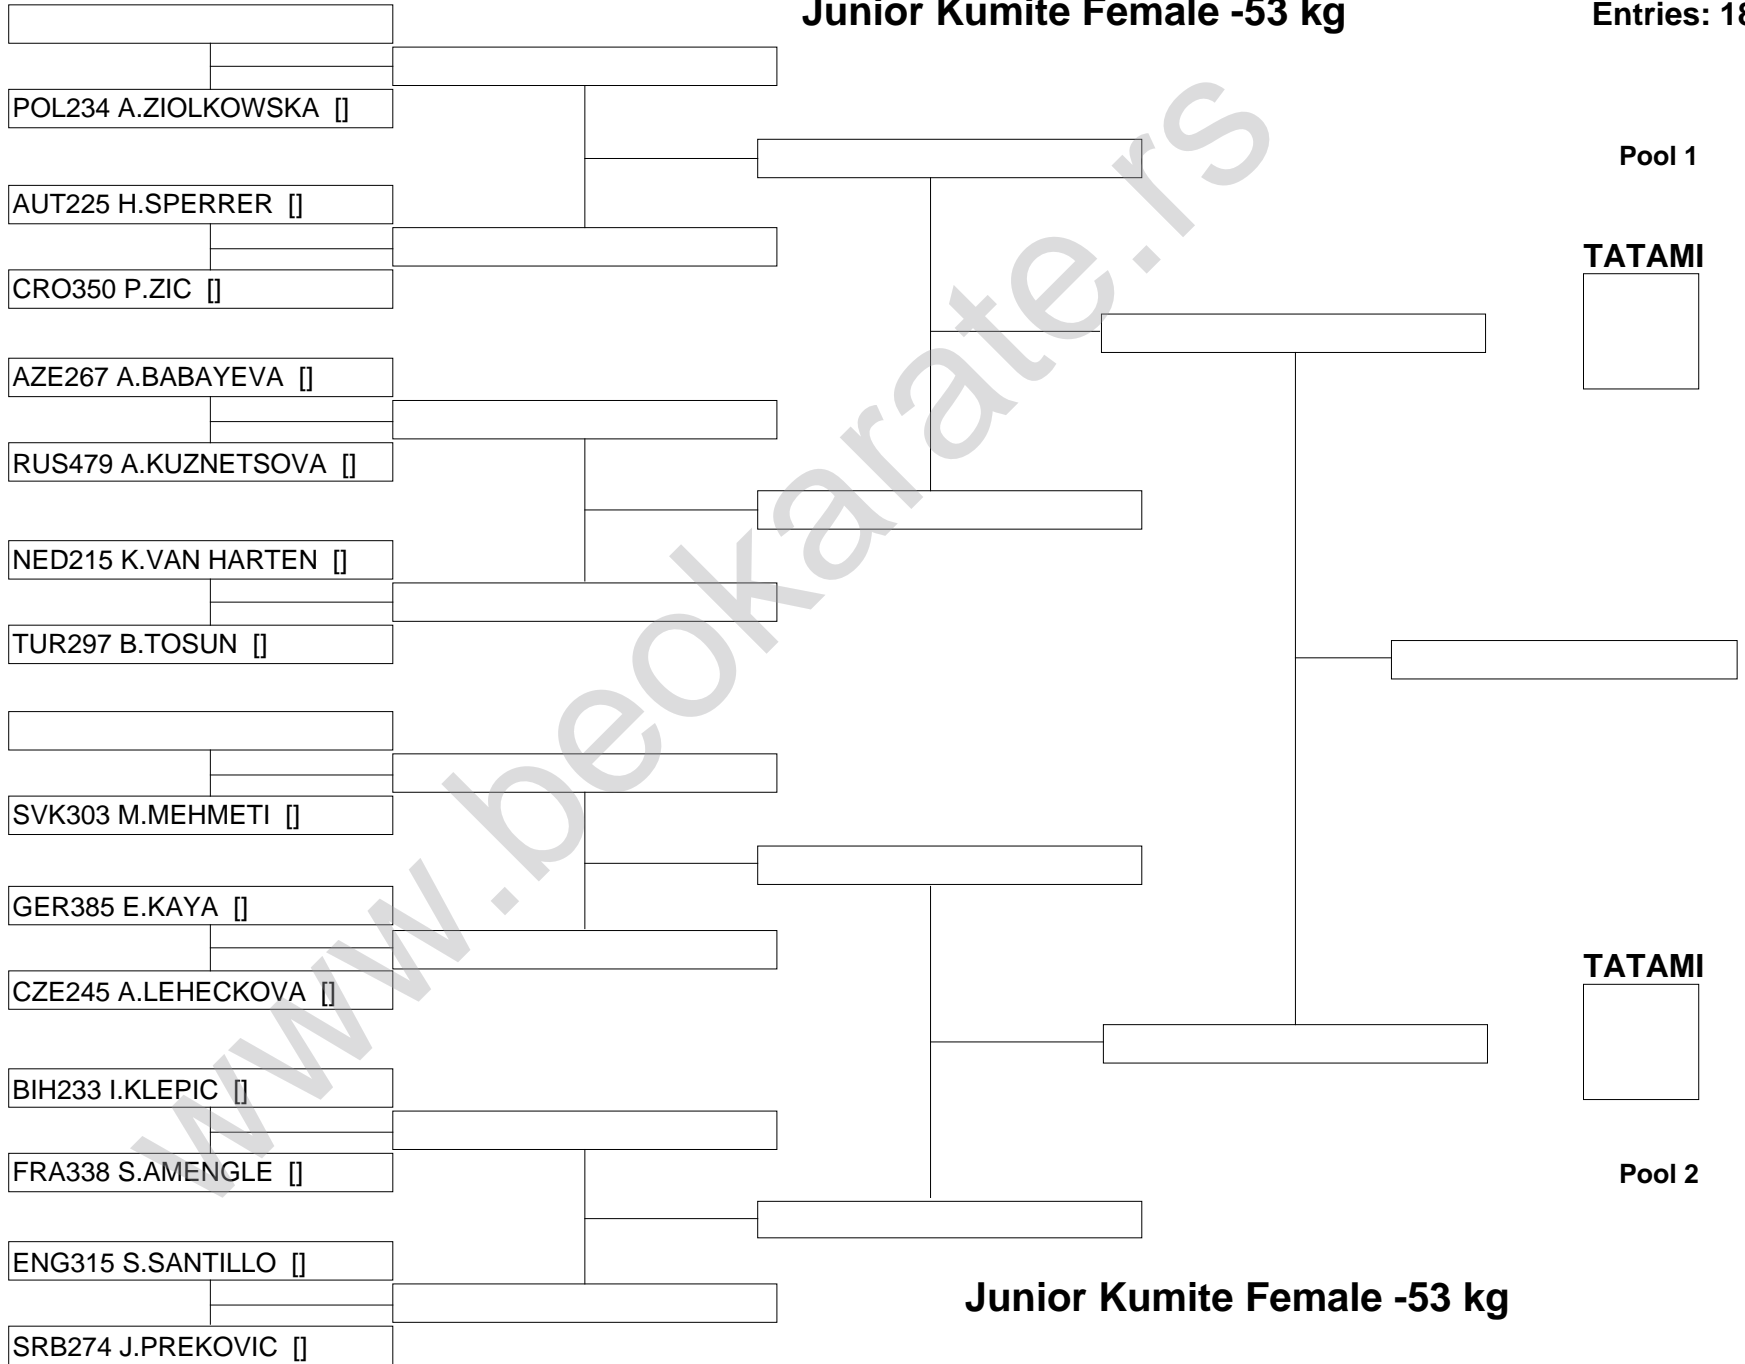 Junior Kumite Female -53 kg
Entries: 18
POL234 A.ZIOLKOWSKA []
Pool 1
AUT225 H.SPERRER []
TATAMI
CRO350 P.ZIC []
AZE267 A.BABAYEVA []
RUS479 A.KUZNETSOVA []
NED215 K.VAN HARTEN []
TUR297 B.TOSUN []
SVK303 M.MEHMETI []
GER385 E.KAYA []
TATAMI
CZE245 A.LEHECKOVA []
BIH233 I.KLEPIC []
FRA338 S.AMENGLE []
Pool 2
ENG315 S.SANTILLO []
Junior Kumite Female -53 kg
SRB274 J.PREKOVIC []
www.beokarate.rs